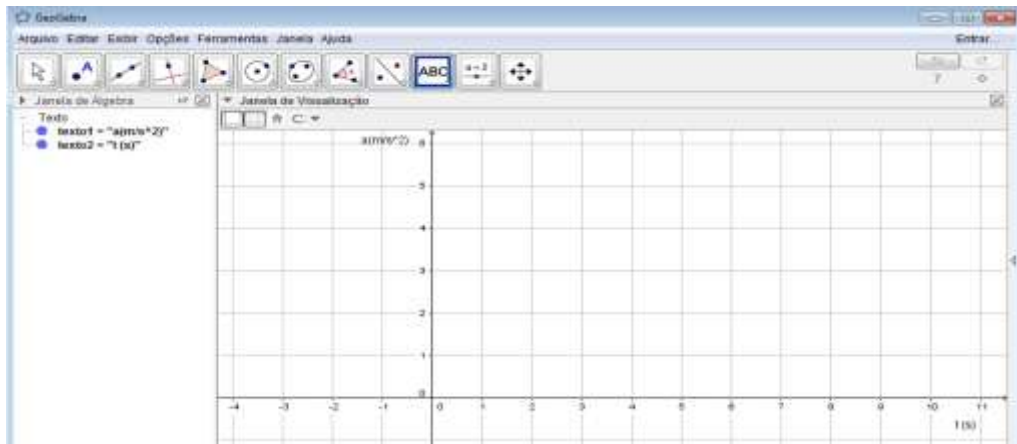 GeoGebra
Arquivo Editar Exibir Opções Ferramentas Janela Ajuda
Entrar...
A
ABC
a=2
Janela de Álgebra
Janela de Visualização
Texto
texto1 = "a(m/s^2)"
texto2 = "t (s)"
a(m/s^2)
6
5
4
3
2
1
0
-4 -3 -2 -1 0 1 2 3 4 5 6 7 8 9 10 11
t (s)